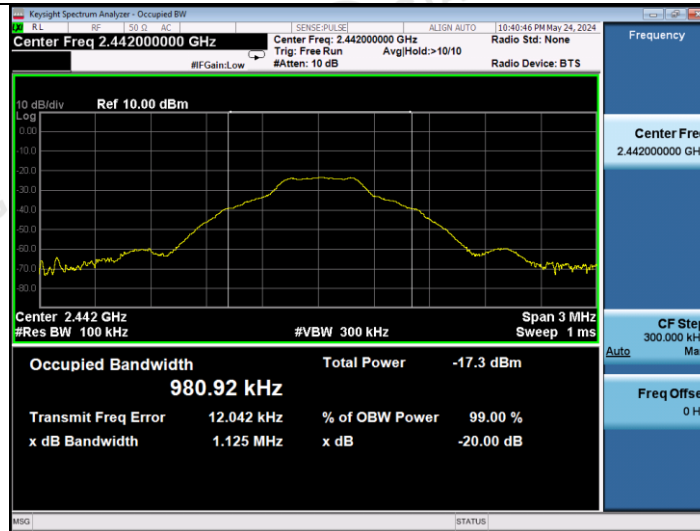 Keysight Spectrum Analyzer - Occupied BW
RL RF 50 Ω AC SENSE:PULSE ALIGN AUTO 10:40:46 PM May 24, 2024
Center Freq 2.442000000 GHz Center Freq: 2.442000000 GHz Radio Std: None Frequency
Trig: Free Run Avg|Hold:>10/10
#IFGain:Low #Atten: 10 dB Radio Device: BTS
10 dB/div Ref 10.00 dBm
Log
0.00
-10.0
-20.0
-30.0
-40.0
-50.0
-60.0
-70.0
-80.0
Center Fre
2.442000000 GH
Center 2.442 GHz Span 3 MHz
#Res BW 100 kHz #VBW 300 kHz Sweep 1 ms
CF Ste
300.000 kH
Auto Ma
Occupied Bandwidth Total Power -17.3 dBm
980.92 kHz
Transmit Freq Error 12.042 kHz % of OBW Power 99.00 %
x dB Bandwidth 1.125 MHz x dB -20.00 dB
Freq Offse
0 H
MSG STATUS